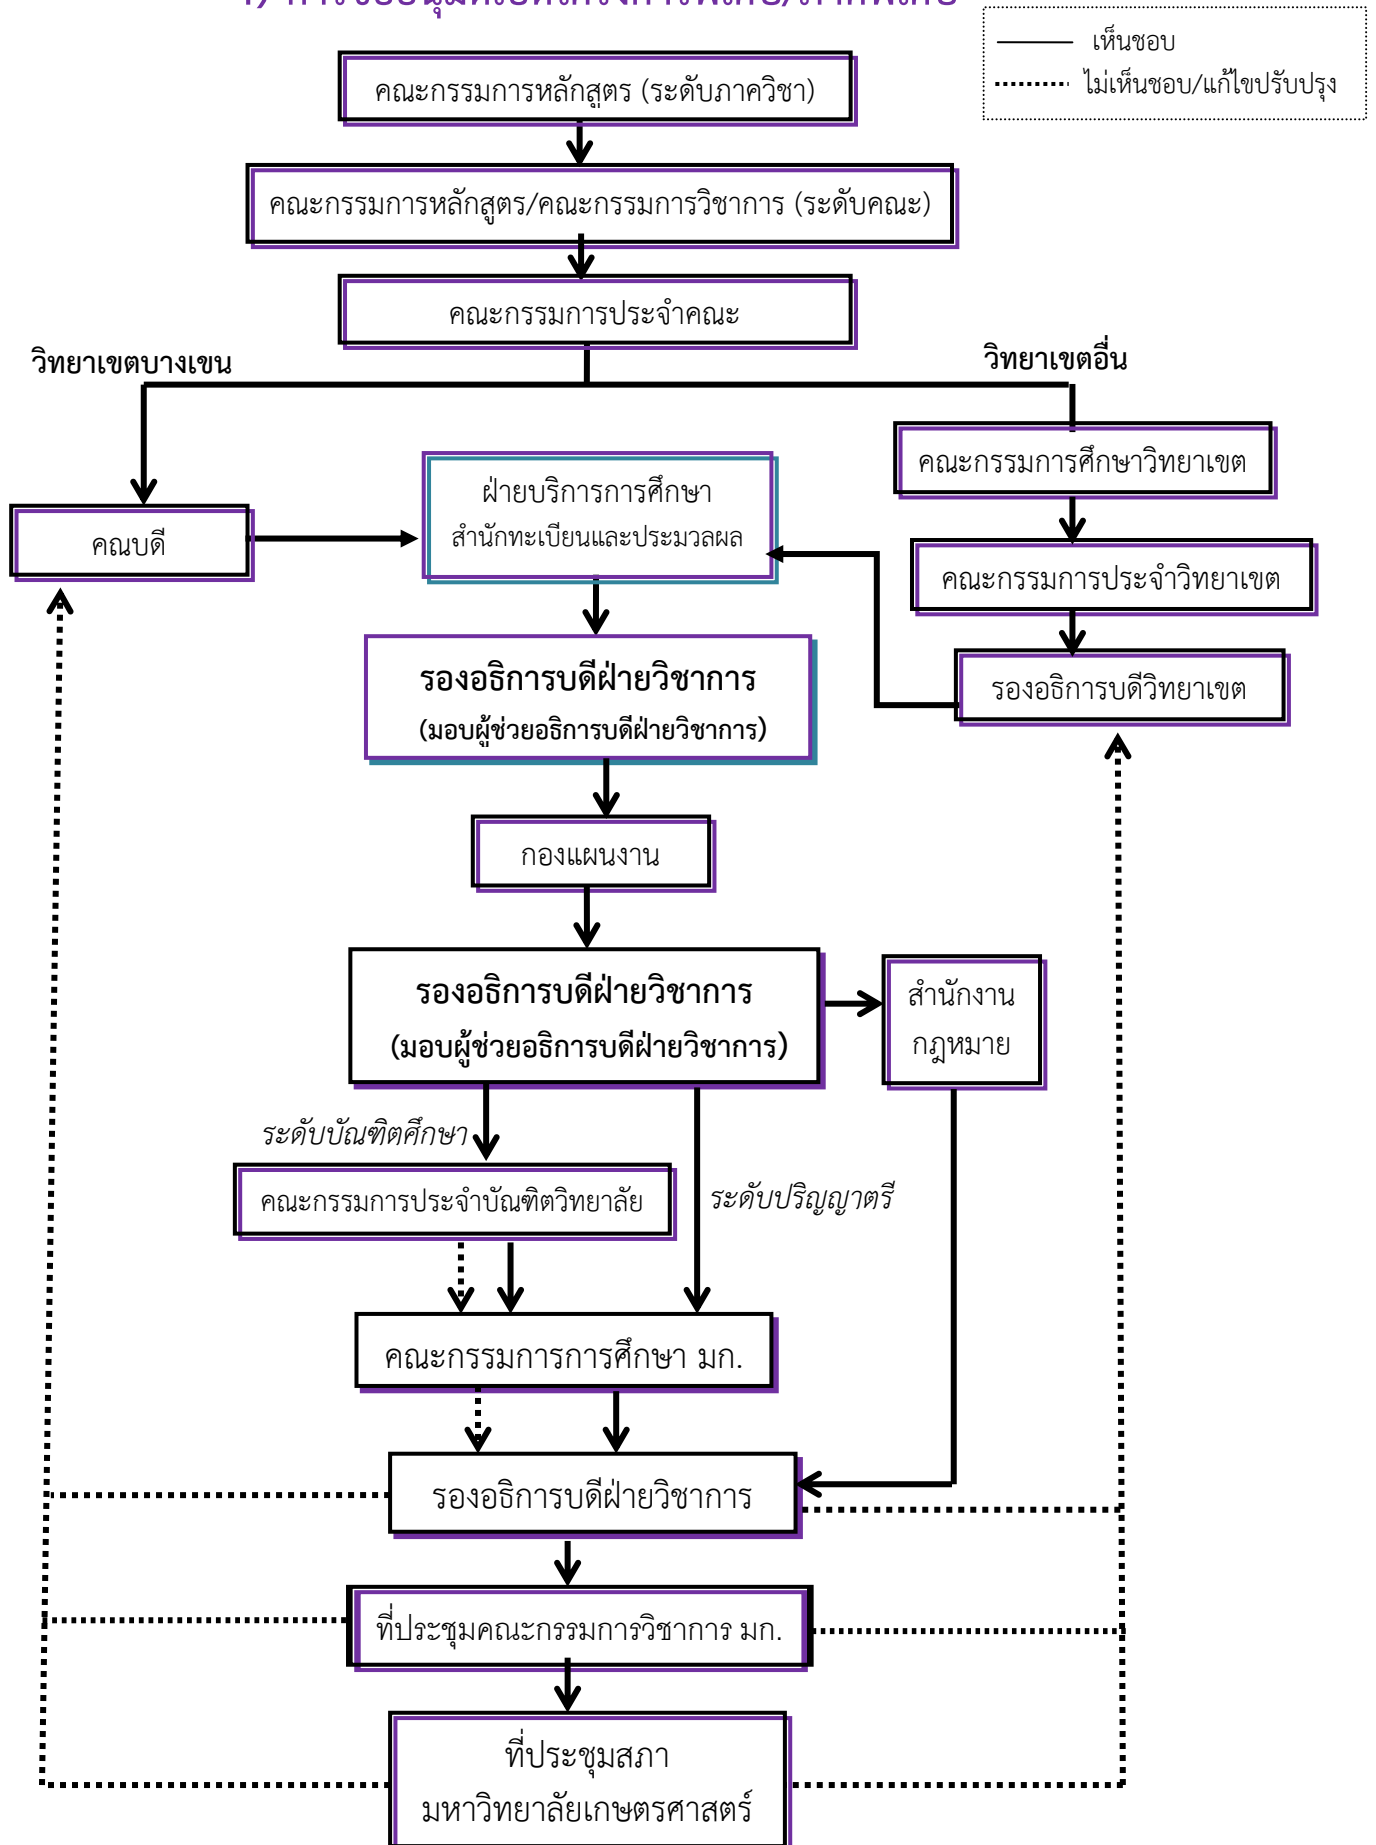 เห็นชอบ
ไม่เห็นชอบ/แก้ไขปรับปรุง
คณะกรรมการหลักสูตร (ระดับภาควิชา)
คณะกรรมการหลักสูตร/คณะกรรมการวิชาการ (ระดับคณะ)
คณะกรรมการประจำคณะ
วิทยาเขตบางเขน
วิทยาเขตอื่น
คณะกรรมการศึกษาวิทยาเขต
ฝ่ายบริการการศึกษา
สำนักทะเบียนและประมวลผล
คณบดี
คณะกรรมการประจำวิทยาเขต
รองอธิการบดีวิทยาเขต
รองอธิการบดีฝ่ายวิชาการ
(มอบผู้ช่วยอธิการบดีฝ่ายวิชาการ)
กองแผนงาน
รองอธิการบดีฝ่ายวิชาการ
(มอบผู้ช่วยอธิการบดีฝ่ายวิชาการ)
สำนักงาน
กฎหมาย
ระดับบัณฑิตศึกษา
คณะกรรมการประจำบัณฑิตวิทยาลัย
ระดับปริญญาตรี
คณะกรรมการการศึกษา มก.
รองอธิการบดีฝ่ายวิชาการ
ที่ประชุมคณะกรรมการวิชาการ มก.
ที่ประชุมสภา
มหาวิทยาลัยเกษตรศาสตร์